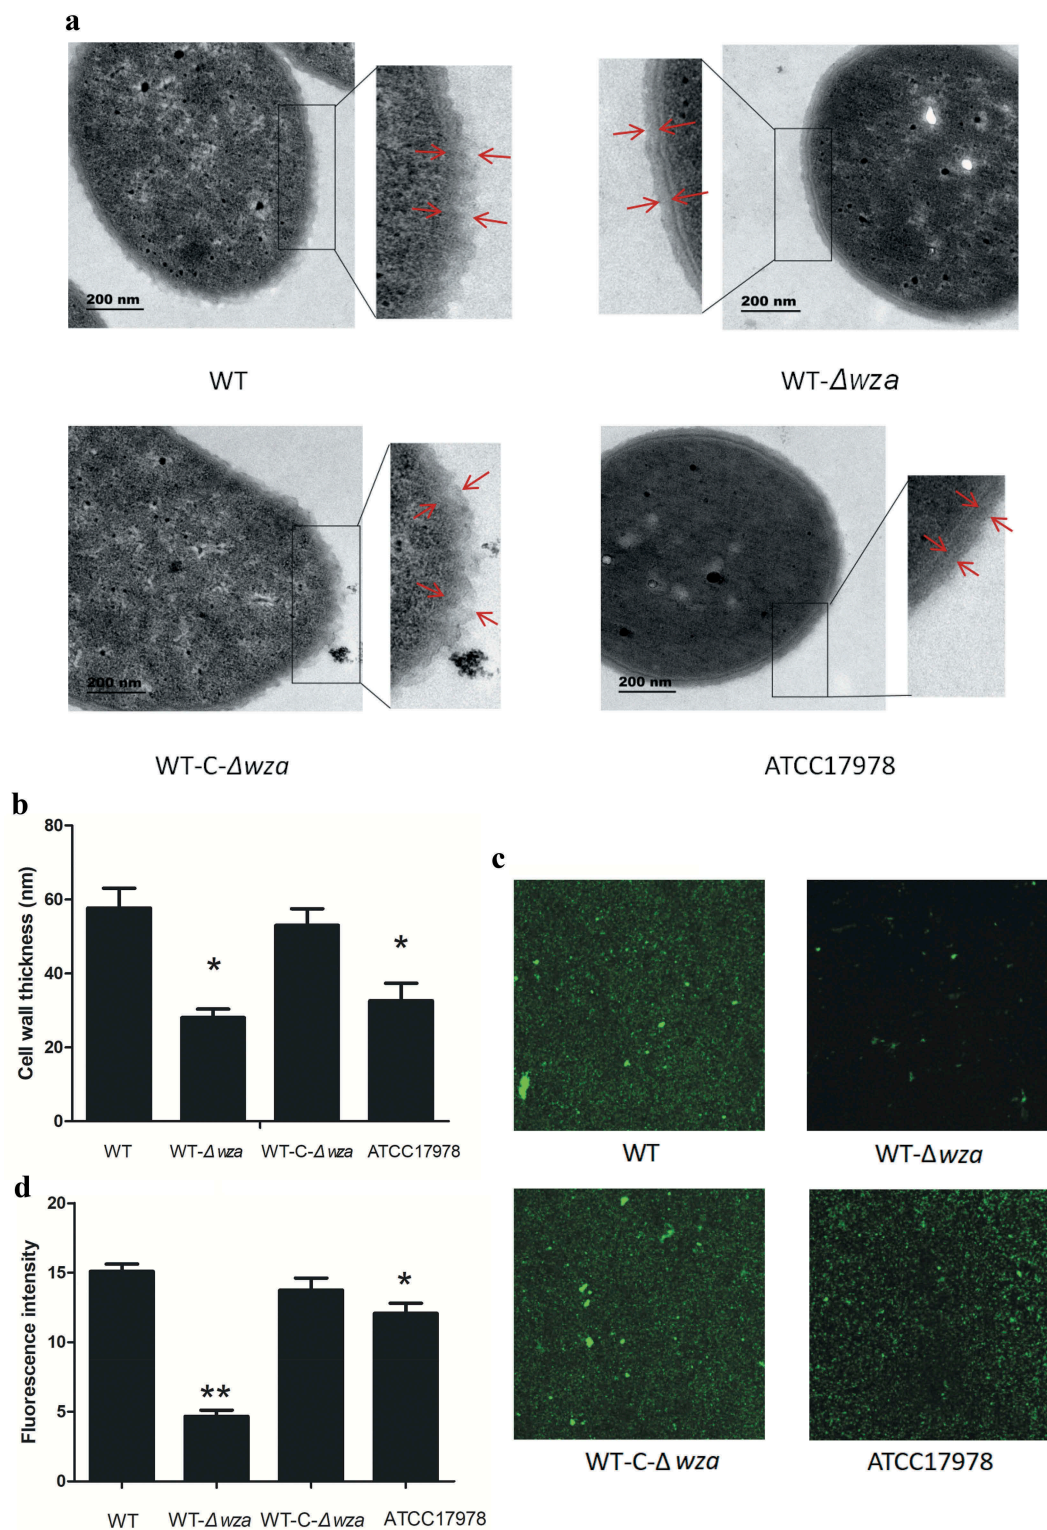 a
200 nm
200 nm
WT
WT-Δwza
200 nm
200 nm
WT-C-Δwza
ATCC17978
b
80
60
40
20
0
Cell wall thickness (nm)
*
*
WT
WT-Δwza
WT-C-Δwza
ATCC17978
c
WT
WT-Δwza
WT-C-Δ wza
ATCC17978
d
20
15
10
5
0
Fluorescence intensity
**
*
WT
WT-Δwza
WT-C-Δwza
ATCC17978